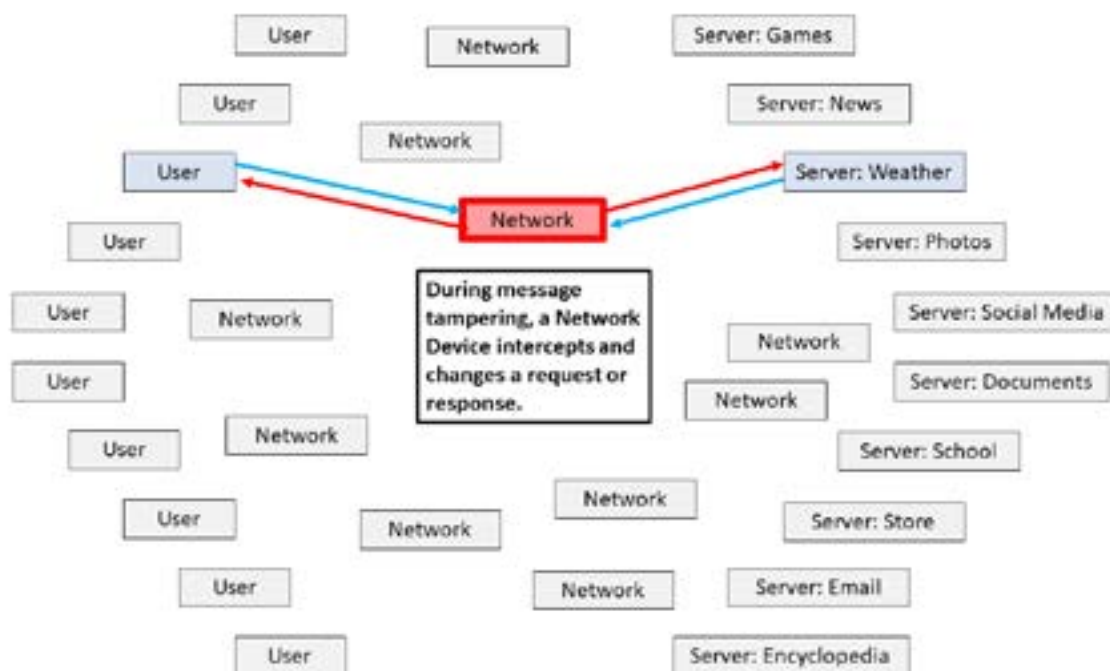 User
Network
Server: Games
User
Server: News
Network
User
Server: Weather
Network
User
Server: Photos
During message
tampering, a Network
Device intercepts and
changes a request or
response.
User
Network
Server: Social Media
Network
User
Server: Documents
Network
User
Network
Server: School
Network
User
Network
Server: Store
User
Network
Server: Email
User
Server: Encyclopedia